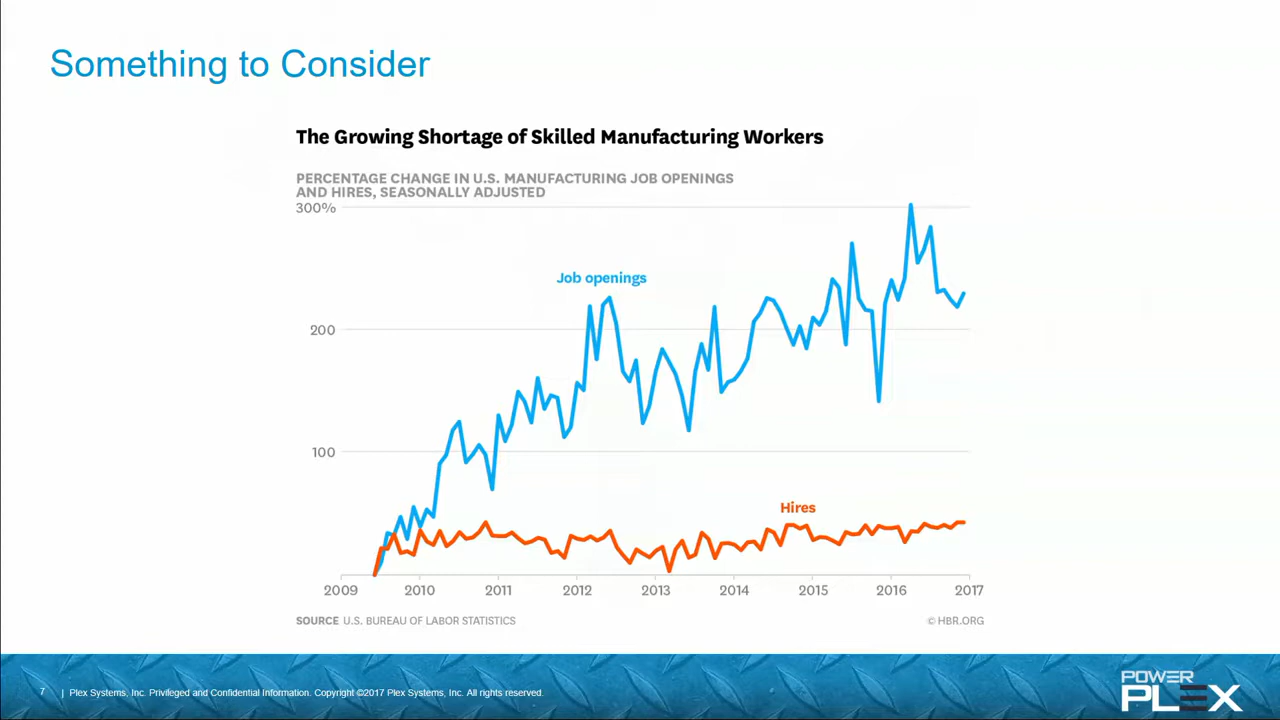 Something to Consider
The Growing Shortage of Skilled Manufacturing Workers
PERCENTAGE CHANGE IN U.S. MANUFACTURING JOB OPENINGS
AND HIRES, SEASONALLY ADJUSTED
300%
Job openings
200
100
Hires
2009 2010 2011 2012 2013 2014 2015 2016 2017
SOURCE U.S. BUREAU OF LABOR STATISTICS © HBR.ORG
7 | Plex Systems, Inc. Privileged and Confidential Information. Copyright ©2017 Plex Systems, Inc. All rights reserved.
POWER
PLEX